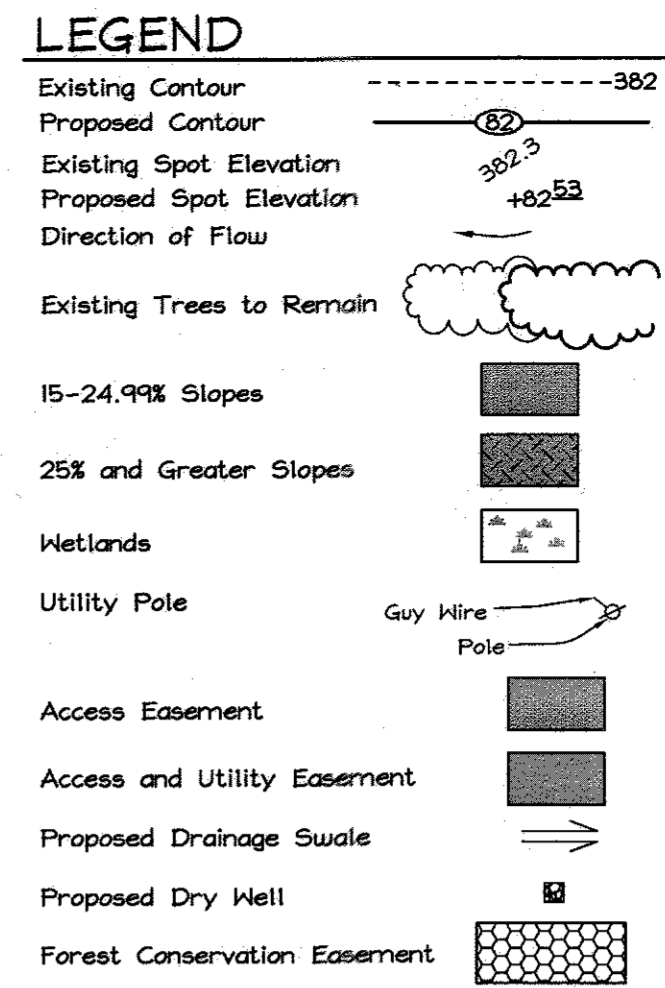 LEGEND
Existing Contour 382
Proposed Contour 82
Existing Spot Elevation 382.3
Proposed Spot Elevation +82 53
Direction of Flow
Existing Trees to Remain
15-24.99% Slopes
25% and Greater Slopes
Wetlands
Utility Pole Guy Wire
Pole
Access Easement
Access and Utility Easement
Proposed Drainage Swale
Proposed Dry Well
Forest Conservation Easement